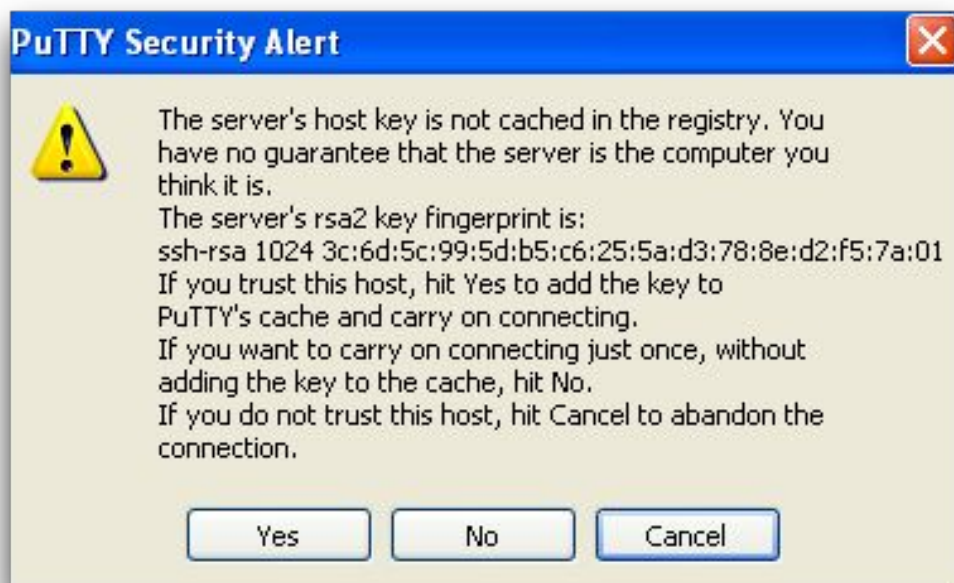 PuTTY Security Alert
The server's host key is not cached in the registry. You
have no guarantee that the server is the computer you
think it is.
The server's rsa2 key fingerprint is:
ssh-rsa 1024 3c:6d:5c:99:5d:b5:c6:25:5a:d3:78:8e:d2:f5:7a:01
If you trust this host, hit Yes to add the key to
PuTTY's cache and carry on connecting.
If you want to carry on connecting just once, without
adding the key to the cache, hit No.
If you do not trust this host, hit Cancel to abandon the
connection.
Yes No Cancel